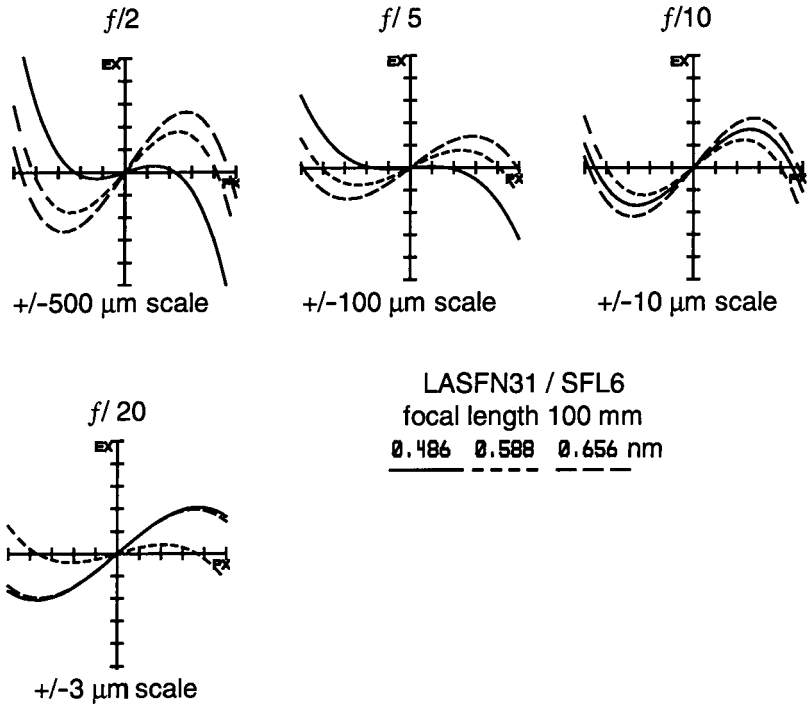 f/2
f/ 5
f/10
EX
EX
EX
PX
PX
PX
+/-500 µm scale
+/-100 µm scale
+/-10 µm scale
f/ 20
EX
PX
+/-3 µm scale
LASFN31 / SFL6
focal length 100 mm
0.486 0.588 0.656 nm